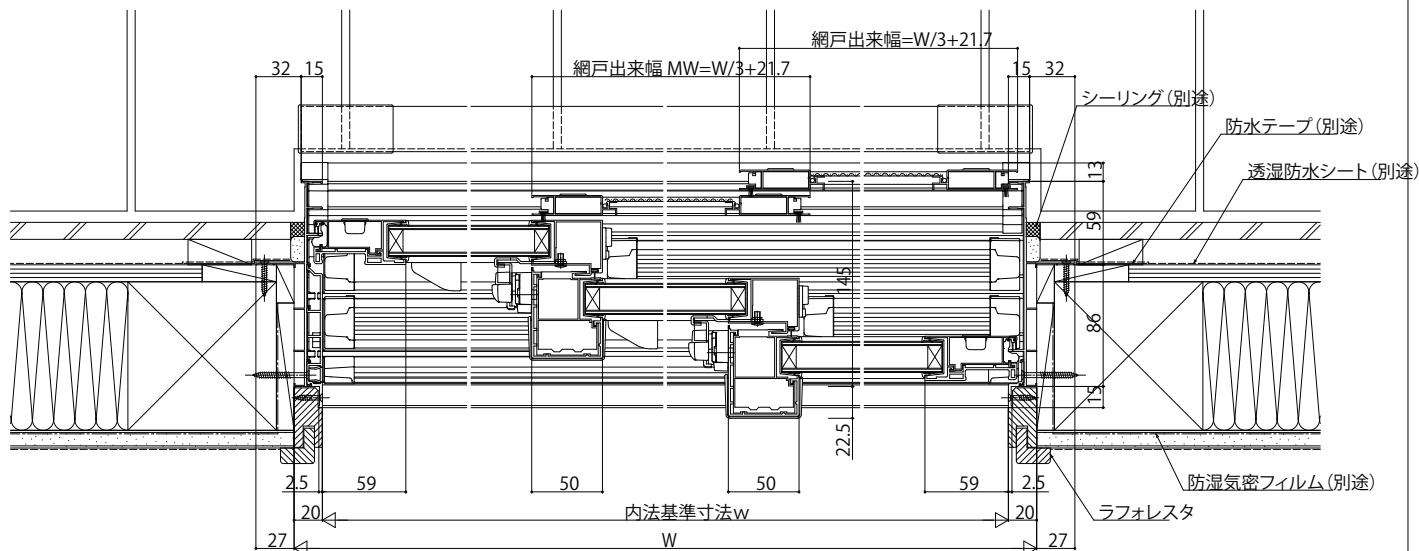 網戸出来幅=W/3+21.7
32
15
網戸出来幅 MW=W/3+21.7
15
32
シーリング(別途)
防水テープ(別途)
13
透湿防水シート(別途)
59
45
86
15
22.5
2.5
59
50
50
59
2.5
防湿気密フィルム(別途)
20
内法基準寸法w
20
ラフォレスタ
27
W
27